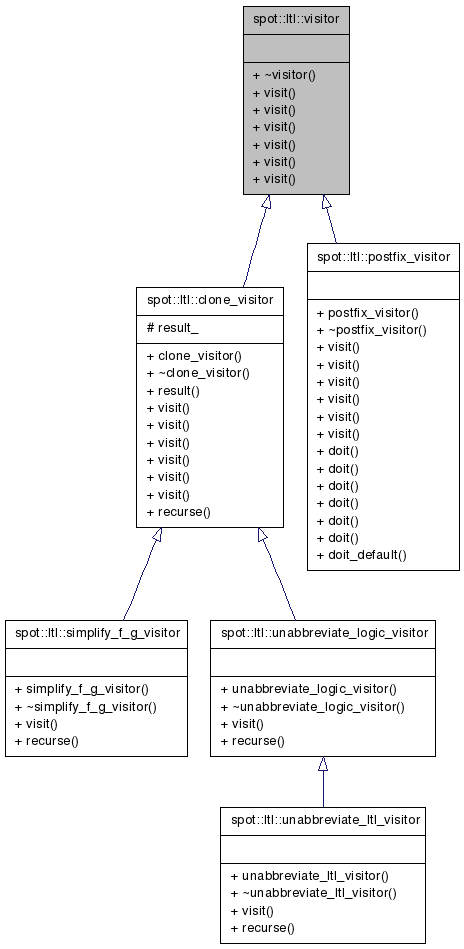 spot::ltl::visitor
+ ~visitor()
+ visit()
+ visit()
+ visit()
+ visit()
+ visit()
+ visit()
spot::ltl::postfix_visitor
+ postfix_visitor()
+ ~postfix_visitor()
+ visit()
+ visit()
+ visit()
+ visit()
+ visit()
+ visit()
+ doit()
+ doit()
+ doit()
+ doit()
+ doit()
+ doit()
+ doit_default()
spot::ltl::clone_visitor
# result_
+ clone_visitor()
+ ~clone_visitor()
+ result()
+ visit()
+ visit()
+ visit()
+ visit()
+ visit()
+ visit()
+ recurse()
spot::ltl::simplify_f_g_visitor
+ simplify_f_g_visitor()
+ ~simplify_f_g_visitor()
+ visit()
+ recurse()
spot::ltl::unabbreviate_logic_visitor
+ unabbreviate_logic_visitor()
+ ~unabbreviate_logic_visitor()
+ visit()
+ recurse()
spot::ltl::unabbreviate_ltl_visitor
+ unabbreviate_ltl_visitor()
+ ~unabbreviate_ltl_visitor()
+ visit()
+ recurse()